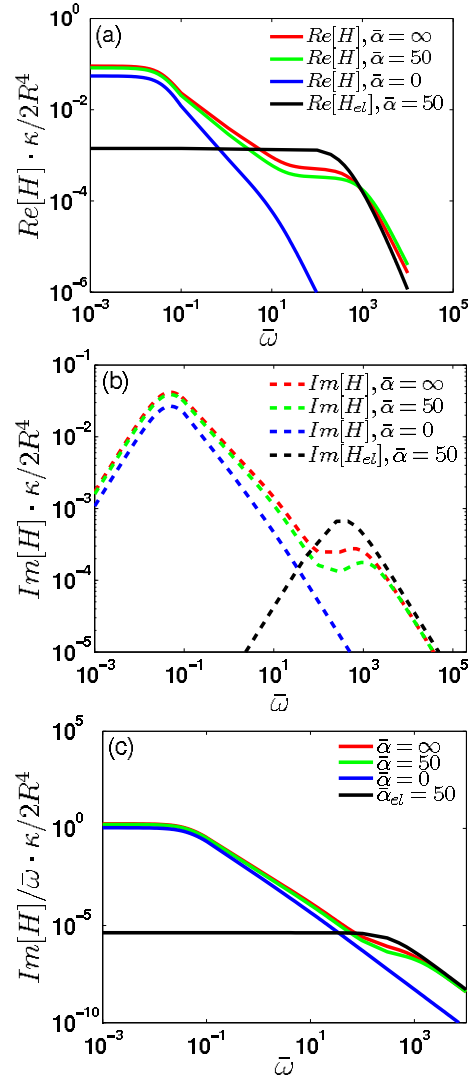 (a)
Re[H], ᾱ = ∞
Re[H], ᾱ = 50
Re[H], ᾱ = 0
Re[H_el], ᾱ = 50
Re[H] · κ/2R⁴
10⁰
10⁻²
10⁻⁴
10⁻⁶
10⁻³ 10⁻¹ 10¹ 10³ 10⁵
ω̄
(b)
Im[H], ᾱ = ∞
Im[H], ᾱ = 50
Im[H], ᾱ = 0
Im[H_el], ᾱ = 50
Im[H] · κ/2R⁴
10⁻¹
10⁻²
10⁻³
10⁻⁴
10⁻⁵
10⁻³ 10⁻¹ 10¹ 10³ 10⁵
ω̄
(c)
ᾱ = ∞
ᾱ = 50
ᾱ = 0
ᾱ_el = 50
Im[H]/ω̄ · κ/2R⁴
10⁵
10⁰
10⁻⁵
10⁻¹⁰
10⁻³ 10⁻¹ 10¹ 10³
ω̄